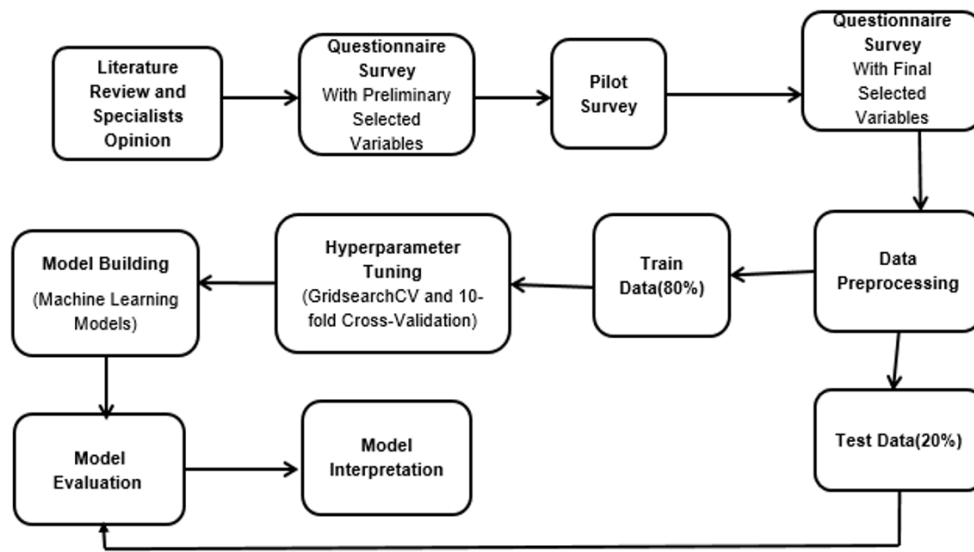 Literature
Review and
Specialists
Opinion
Questionnaire
Survey
With Preliminary
Selected
Variables
Pilot
Survey
Questionnaire
Survey
With Final
Selected
Variables
Data
Preprocessing
Train
Data(80%)
Hyperparameter
Tuning
(GridsearchCV and 10-
fold Cross-Validation)
Model Building
(Machine Learning
Models)
Model
Evaluation
Model
Interpretation
Test Data(20%)